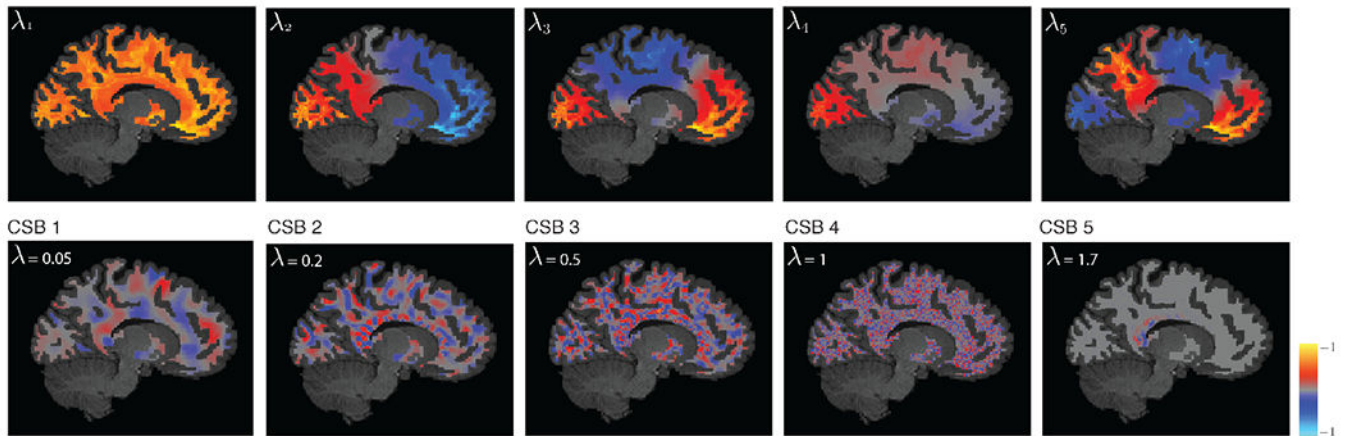 λ₁ λ₂ λ₃ λ₄ λ₅
CSB 1 CSB 2 CSB 3 CSB 4 CSB 5
λ = 0.05 λ = 0.2 λ = 0.5 λ = 1 λ = 1.7
–1
–1